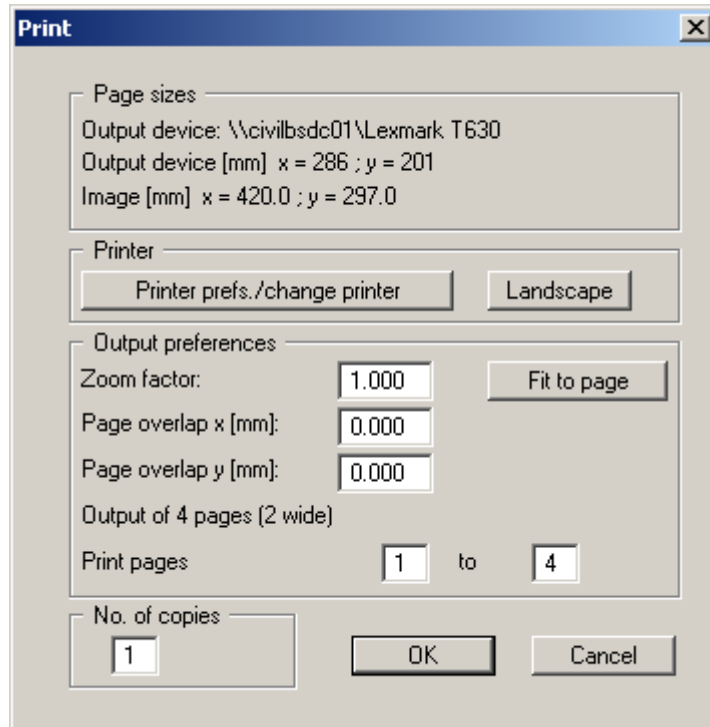 Print
Page sizes
Output device: \\civilbsdc01\Lexmark T630
Output device [mm] x = 286 ; y = 201
Image [mm] x = 420.0 ; y = 297.0
Printer
Printer prefs./change printer Landscape
Output preferences
Zoom factor: 1.000 Fit to page
Page overlap x [mm]: 0.000
Page overlap y [mm]: 0.000
Output of 4 pages (2 wide)
Print pages 1 to 4
No. of copies
1 OK Cancel